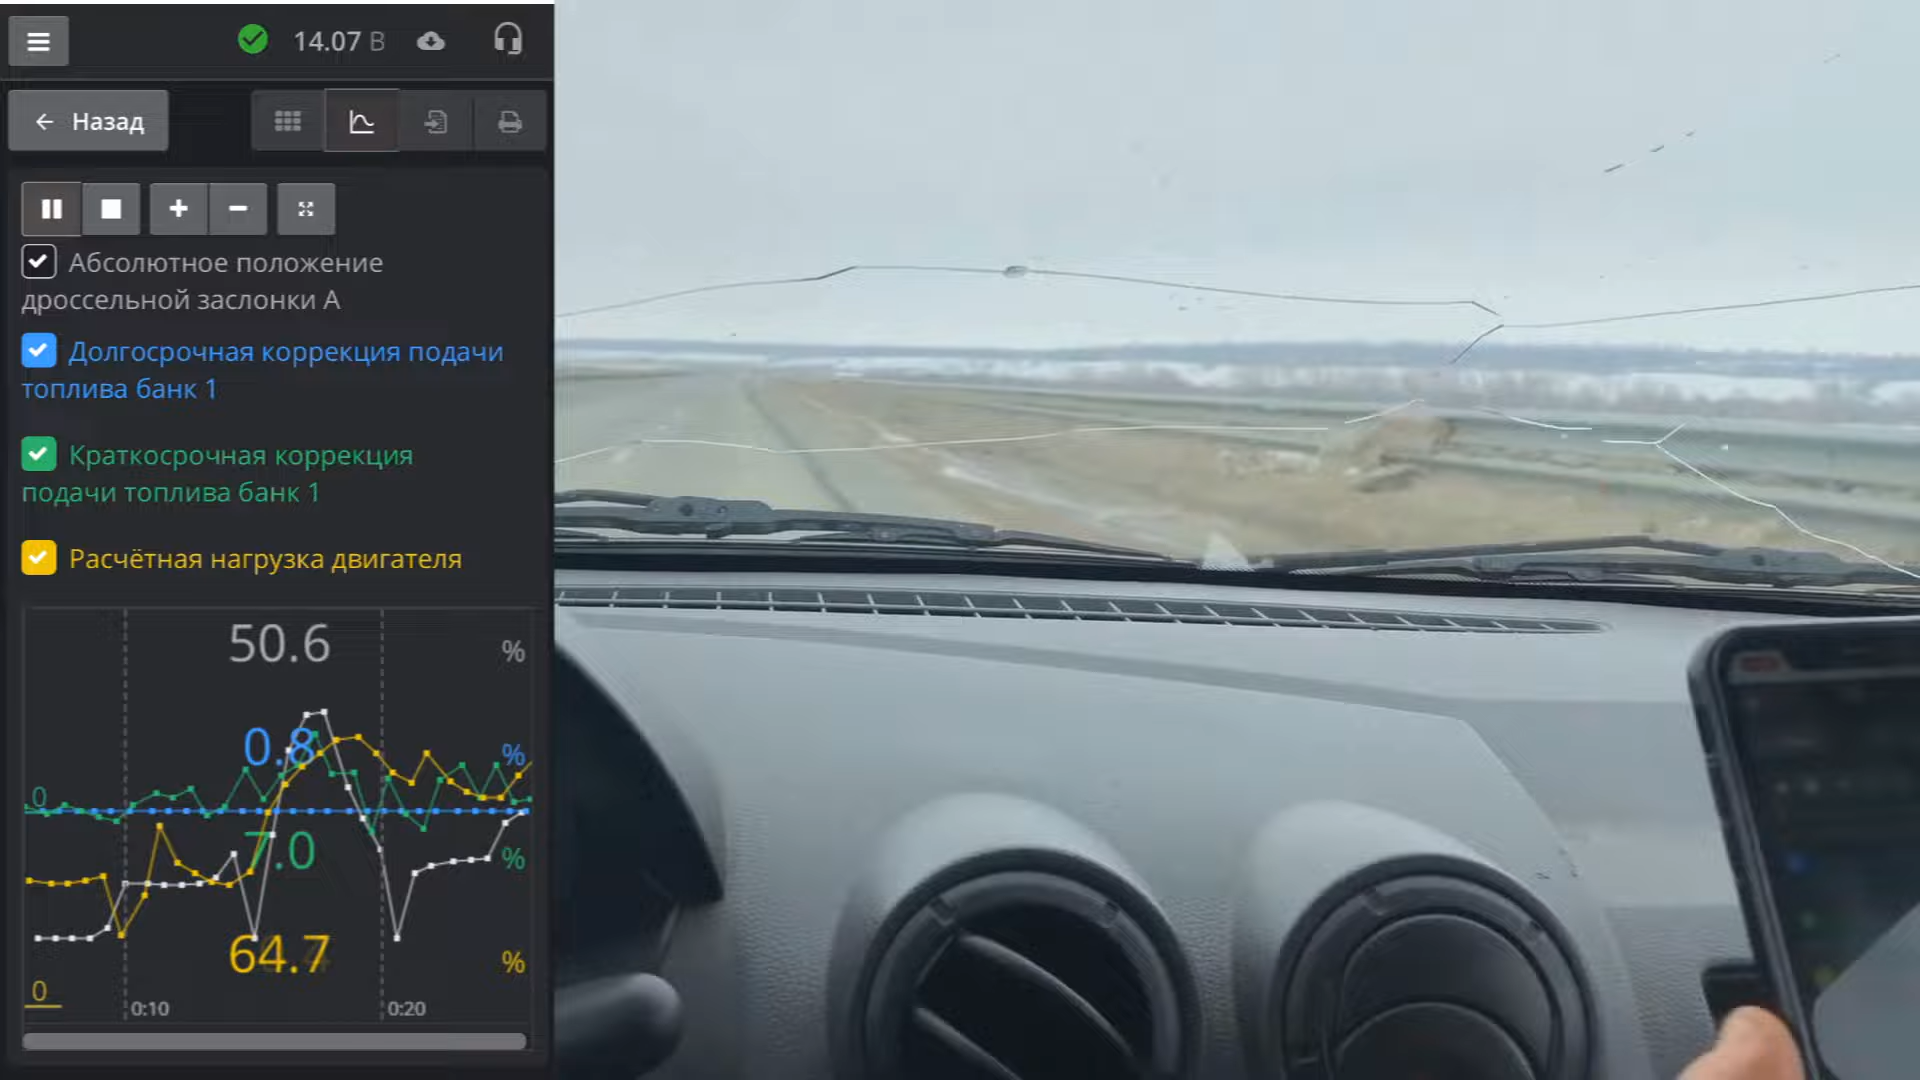 14.07 В
Назад
Абсолютное положение
дроссельной заслонки А
Долгосрочная коррекция подачи
топлива банк 1
Краткосрочная коррекция
подачи топлива банк 1
Расчётная нагрузка двигателя
50.6 %
0.8 %
0
7.0 %
64.7 %
0
0:10
0:20